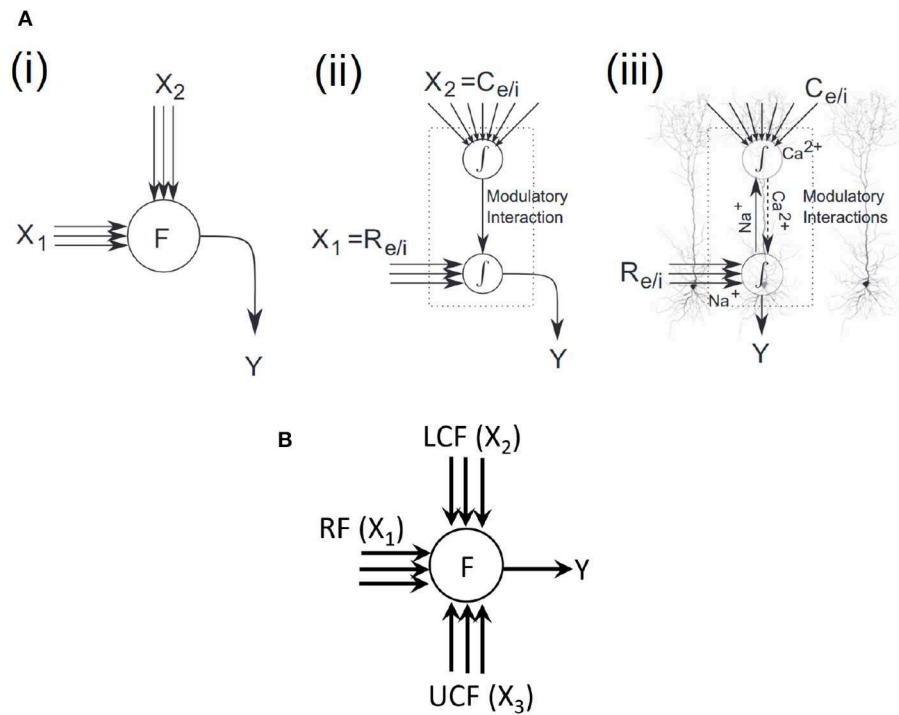 A
(i)
X2
X1
F
Y
(ii)
X2=Ce/i
∫
Modulatory
Interaction
X1=Re/i
∫
Y
(iii)
Ce/i
∫
Ca2+
Na+
Ca2+
Modulatory
Interactions
Re/i
Na+
∫
Y
B
LCF (X2)
RF (X1)
F
Y
UCF (X3)